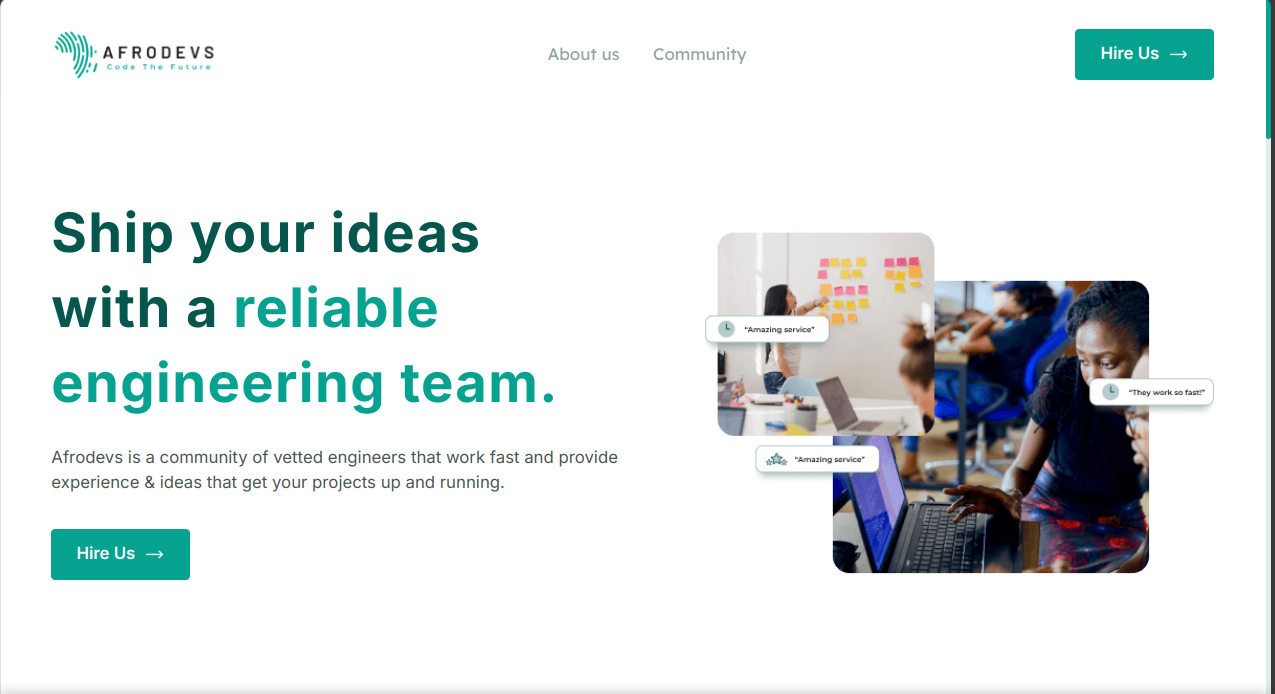 AFRODEVS
Code The Future
About us
Community
Hire Us →
Ship your ideas
with a reliable
engineering team.
Afrodevs is a community of vetted engineers that work fast and provide
experience & ideas that get your projects up and running.
Hire Us →
“Amazing service”
“They work so fast!”
“Amazing service”